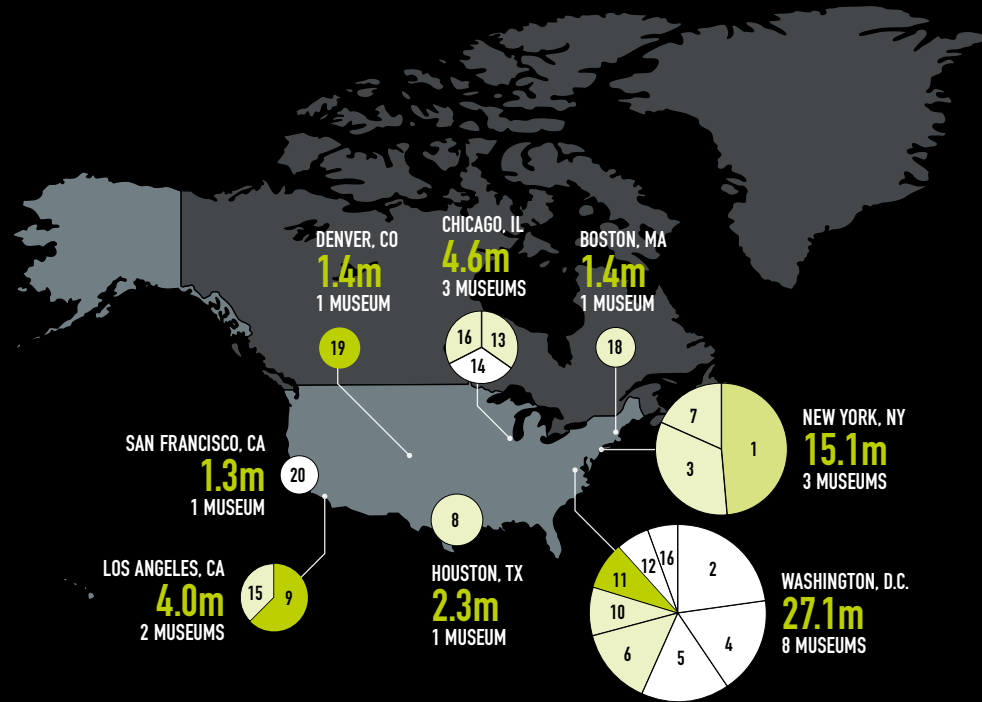 DENVER, CO
1.4m
1 MUSEUM
19
CHICAGO, IL
4.6m
3 MUSEUMS
16
13
14
BOSTON, MA
1.4m
1 MUSEUM
18
NEW YORK, NY
15.1m
3 MUSEUMS
7
3
1
SAN FRANCISCO, CA
1.3m
1 MUSEUM
20
LOS ANGELES, CA
4.0m
2 MUSEUMS
15
9
8
HOUSTON, TX
2.3m
1 MUSEUM
WASHINGTON, D.C.
27.1m
8 MUSEUMS
12
16
2
11
10
6
5
4